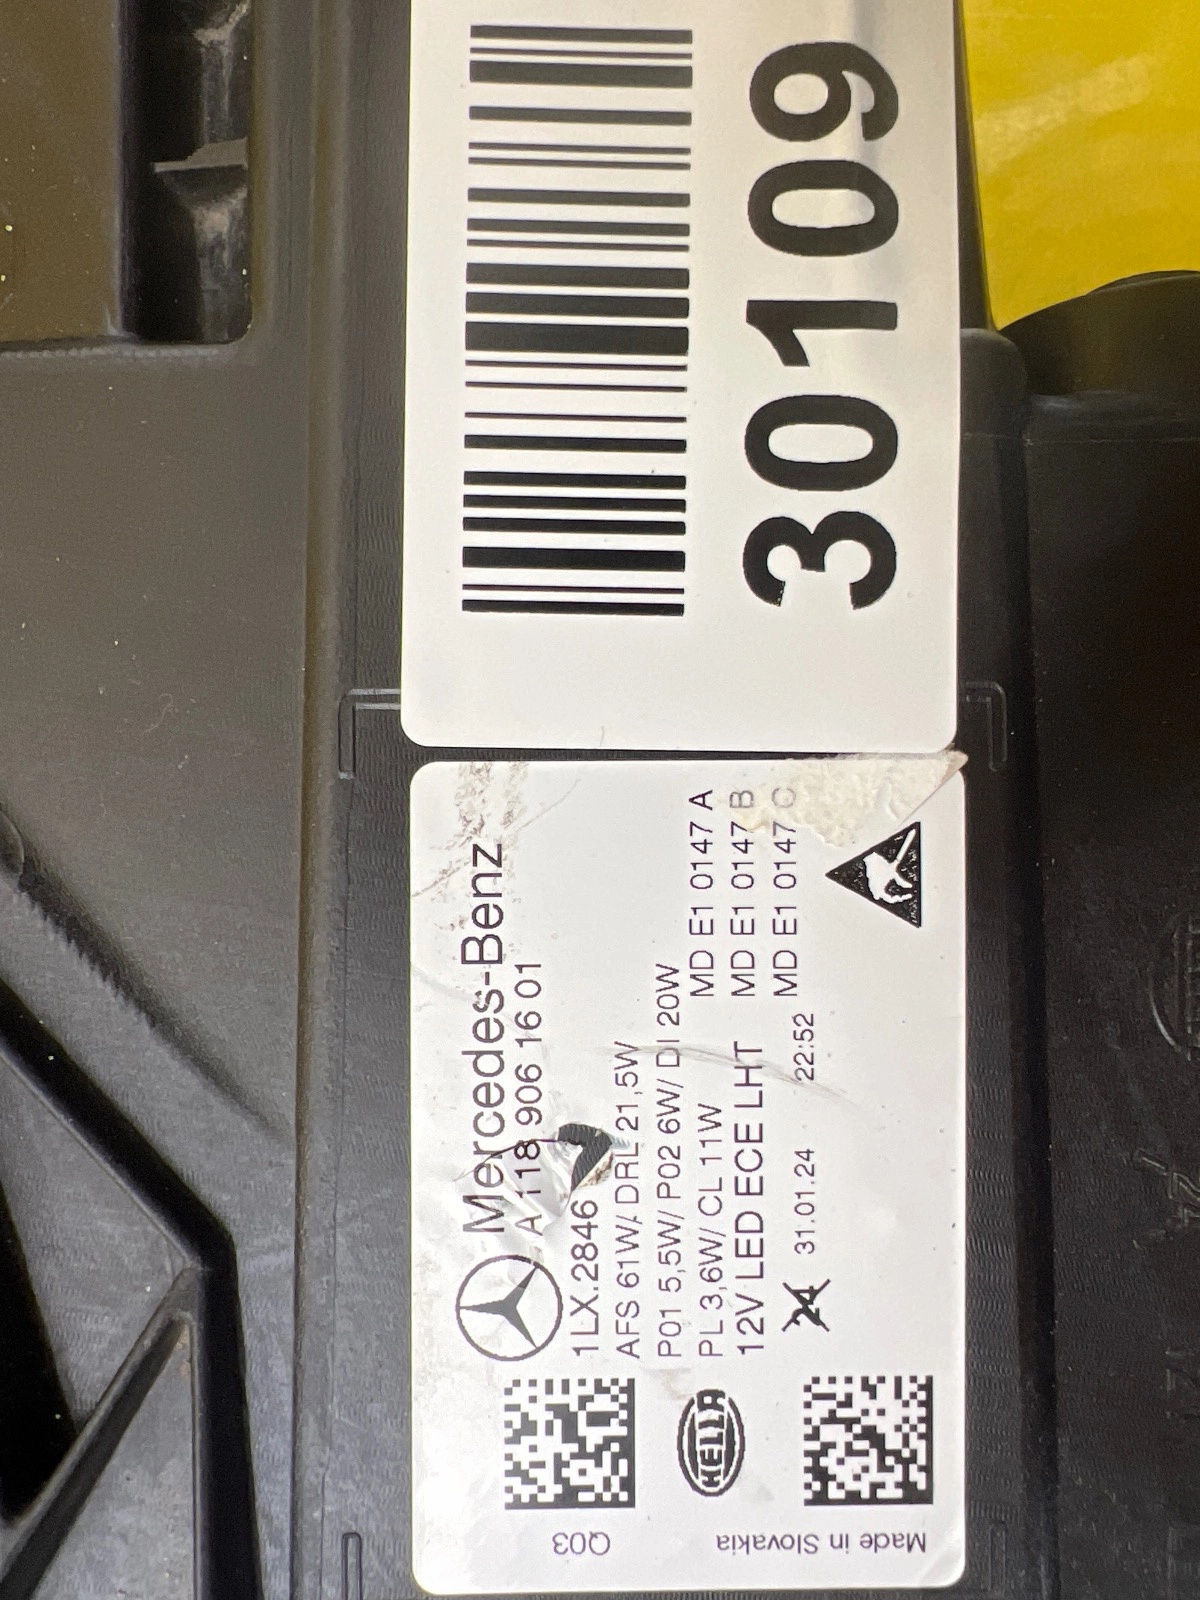 30109
Mercedes-Benz
A 118 906 16 01
1LX.2846
AFS 61W/ DRL 21,5W
P01 5,5W/ P02 6W/ DI 20W
PL 3,6W/ CL 11W
12V LED ECE LHT
24 31.01.24 22:52
MD E1 0147 A
MD E1 0147 B
MD E1 0147 C
HELLA
Q03
Made in Slovakia